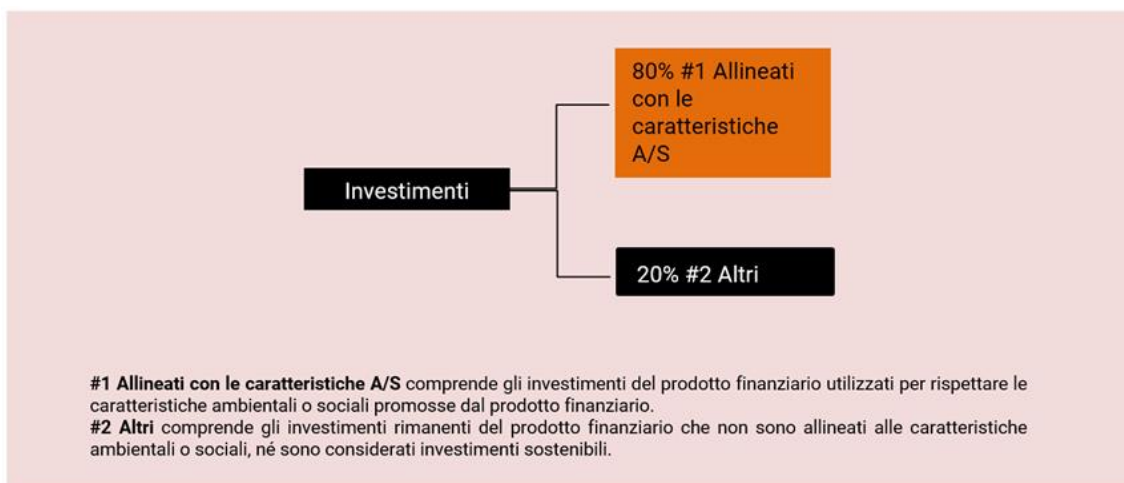 80% #1 Allineati
con le
caratteristiche
A/S
Investimenti
20% #2 Altri
#1 Allineati con le caratteristiche A/S comprende gli investimenti del prodotto finanziario utilizzati per rispettare le
caratteristiche ambientali o sociali promosse dal prodotto finanziario.
#2 Altri comprende gli investimenti rimanenti del prodotto finanziario che non sono allineati alle caratteristiche
ambientali o sociali, né sono considerati investimenti sostenibili.